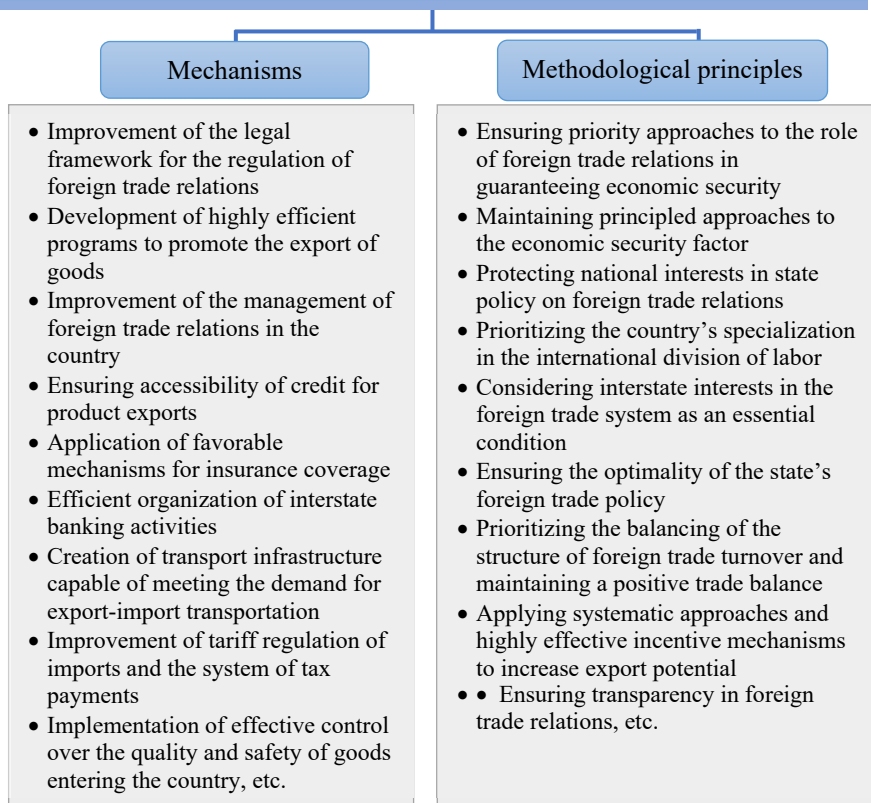 Mechanisms
• Improvement of the legal
framework for the regulation of
foreign trade relations
• Development of highly efficient
programs to promote the export of
goods
• Improvement of the management of
foreign trade relations in the
country
• Ensuring accessibility of credit for
product exports
• Application of favorable
mechanisms for insurance coverage
• Efficient organization of interstate
banking activities
• Creation of transport infrastructure
capable of meeting the demand for
export-import transportation
• Improvement of tariff regulation of
imports and the system of tax
payments
• Implementation of effective control
over the quality and safety of goods
entering the country, etc.
Methodological principles
• Ensuring priority approaches to the role
of foreign trade relations in
guaranteeing economic security
• Maintaining principled approaches to
the economic security factor
• Protecting national interests in state
policy on foreign trade relations
• Prioritizing the country’s specialization
in the international division of labor
• Considering interstate interests in the
foreign trade system as an essential
condition
• Ensuring the optimality of the state’s
foreign trade policy
• Prioritizing the balancing of the
structure of foreign trade turnover and
maintaining a positive trade balance
• Applying systematic approaches and
highly effective incentive mechanisms
to increase export potential
• • Ensuring transparency in foreign
trade relations, etc.